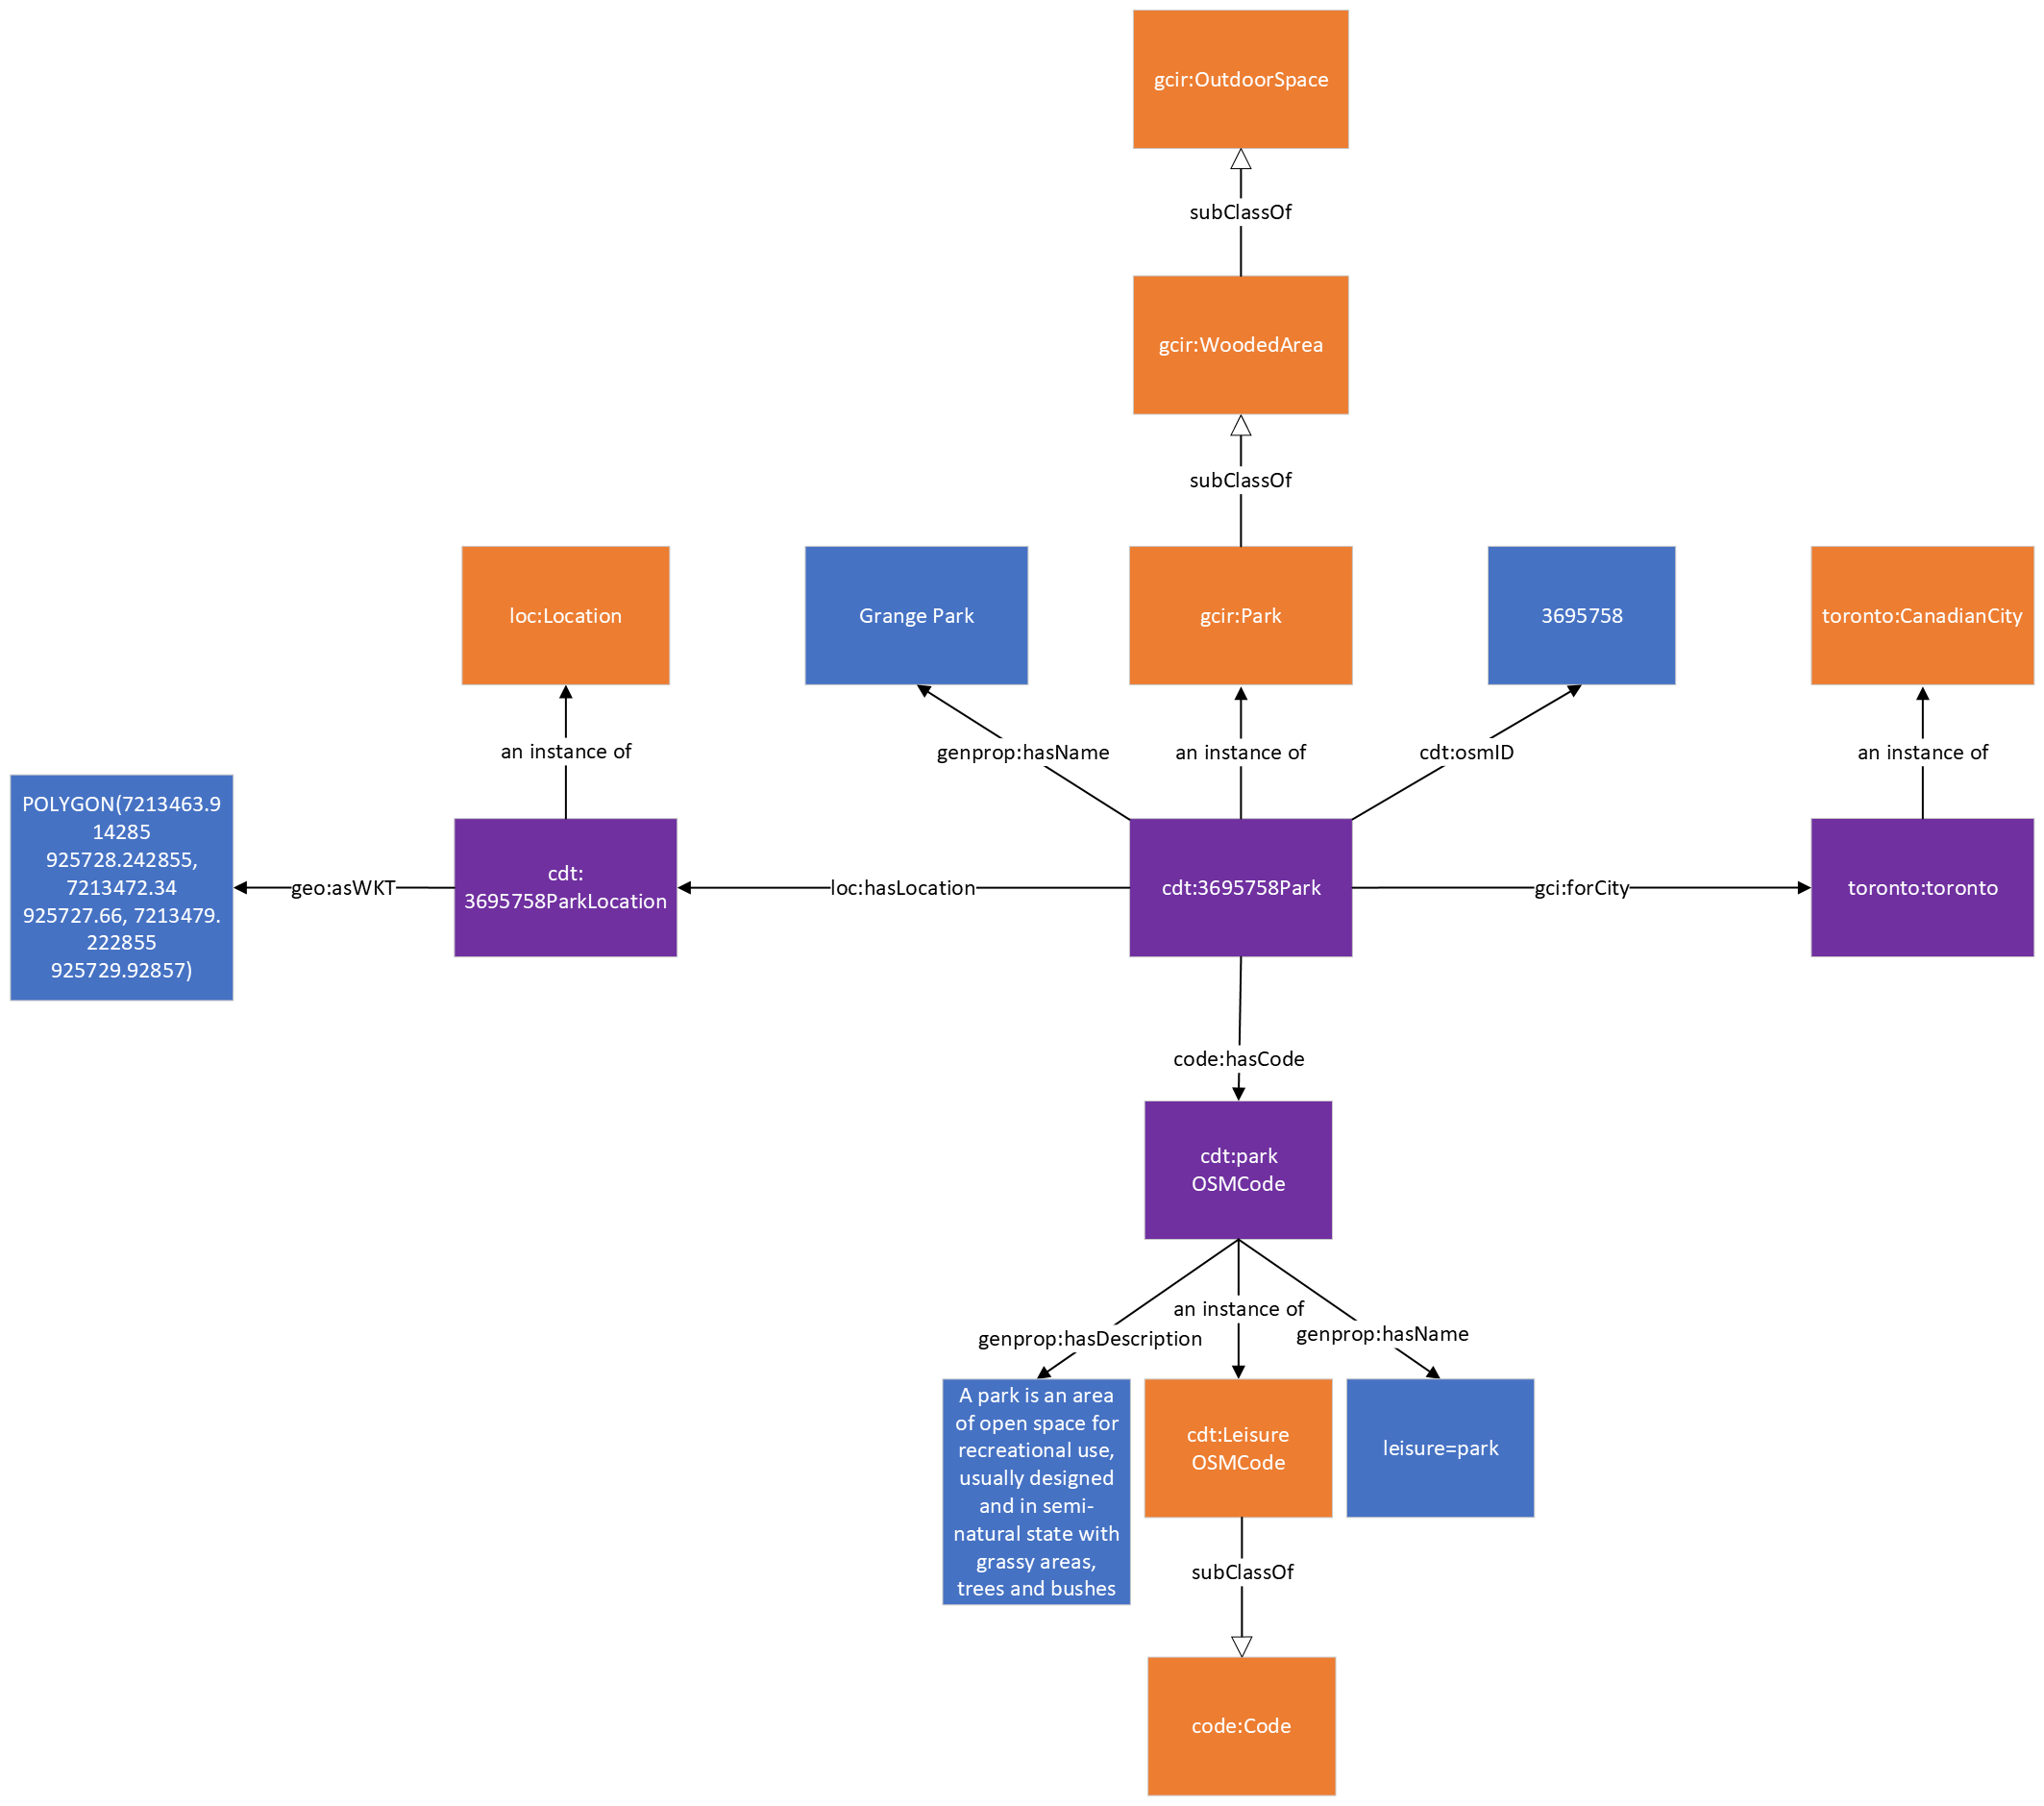 gcir:OutdoorSpace
subClassOf
gcir:WoodedArea
subClassOf
loc:Location
Grange Park
gcir:Park
3695758
toronto:CanadianCity
an instance of
genprop:hasName
an instance of
cdt:osmID
an instance of
POLYGON(7213463.9
14285
925728.242855,
7213472.34
925727.66, 7213479.
222855
925729.92857)
geo:asWKT
cdt:
3695758ParkLocation
loc:hasLocation
cdt:3695758Park
gci:forCity
toronto:toronto
code:hasCode
cdt:park
OSMCode
genprop:hasDescription
an instance of
genprop:hasName
A park is an area
of open space for
recreational use,
usually designed
and in semi-
natural state with
grassy areas,
trees and bushes
cdt:Leisure
OSMCode
leisure=park
subClassOf
code:Code